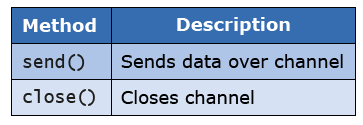 Method Description
send() Sends data over channel
close() Closes channel